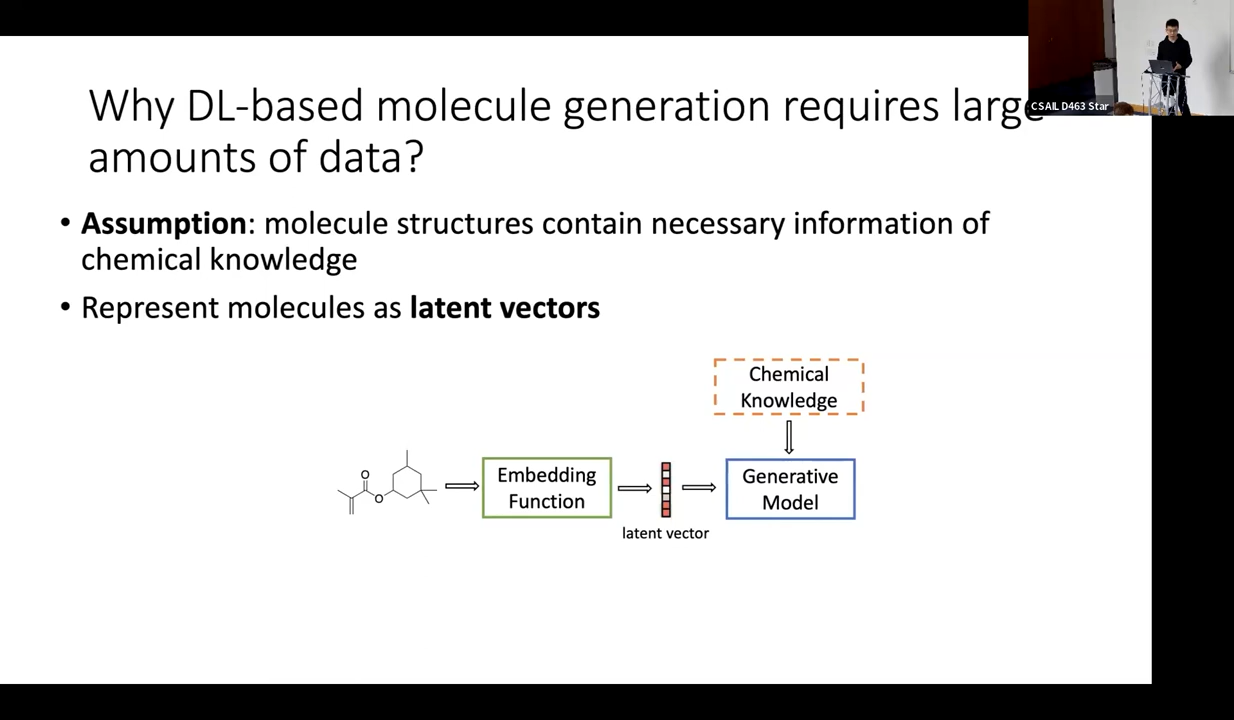 Why DL-based molecule generation requires large
amounts of data?
CSAIL D463 Star
• Assumption: molecule structures contain necessary information of
chemical knowledge
• Represent molecules as latent vectors
Chemical
Knowledge
O
O
Embedding
Function
latent vector
Generative
Model